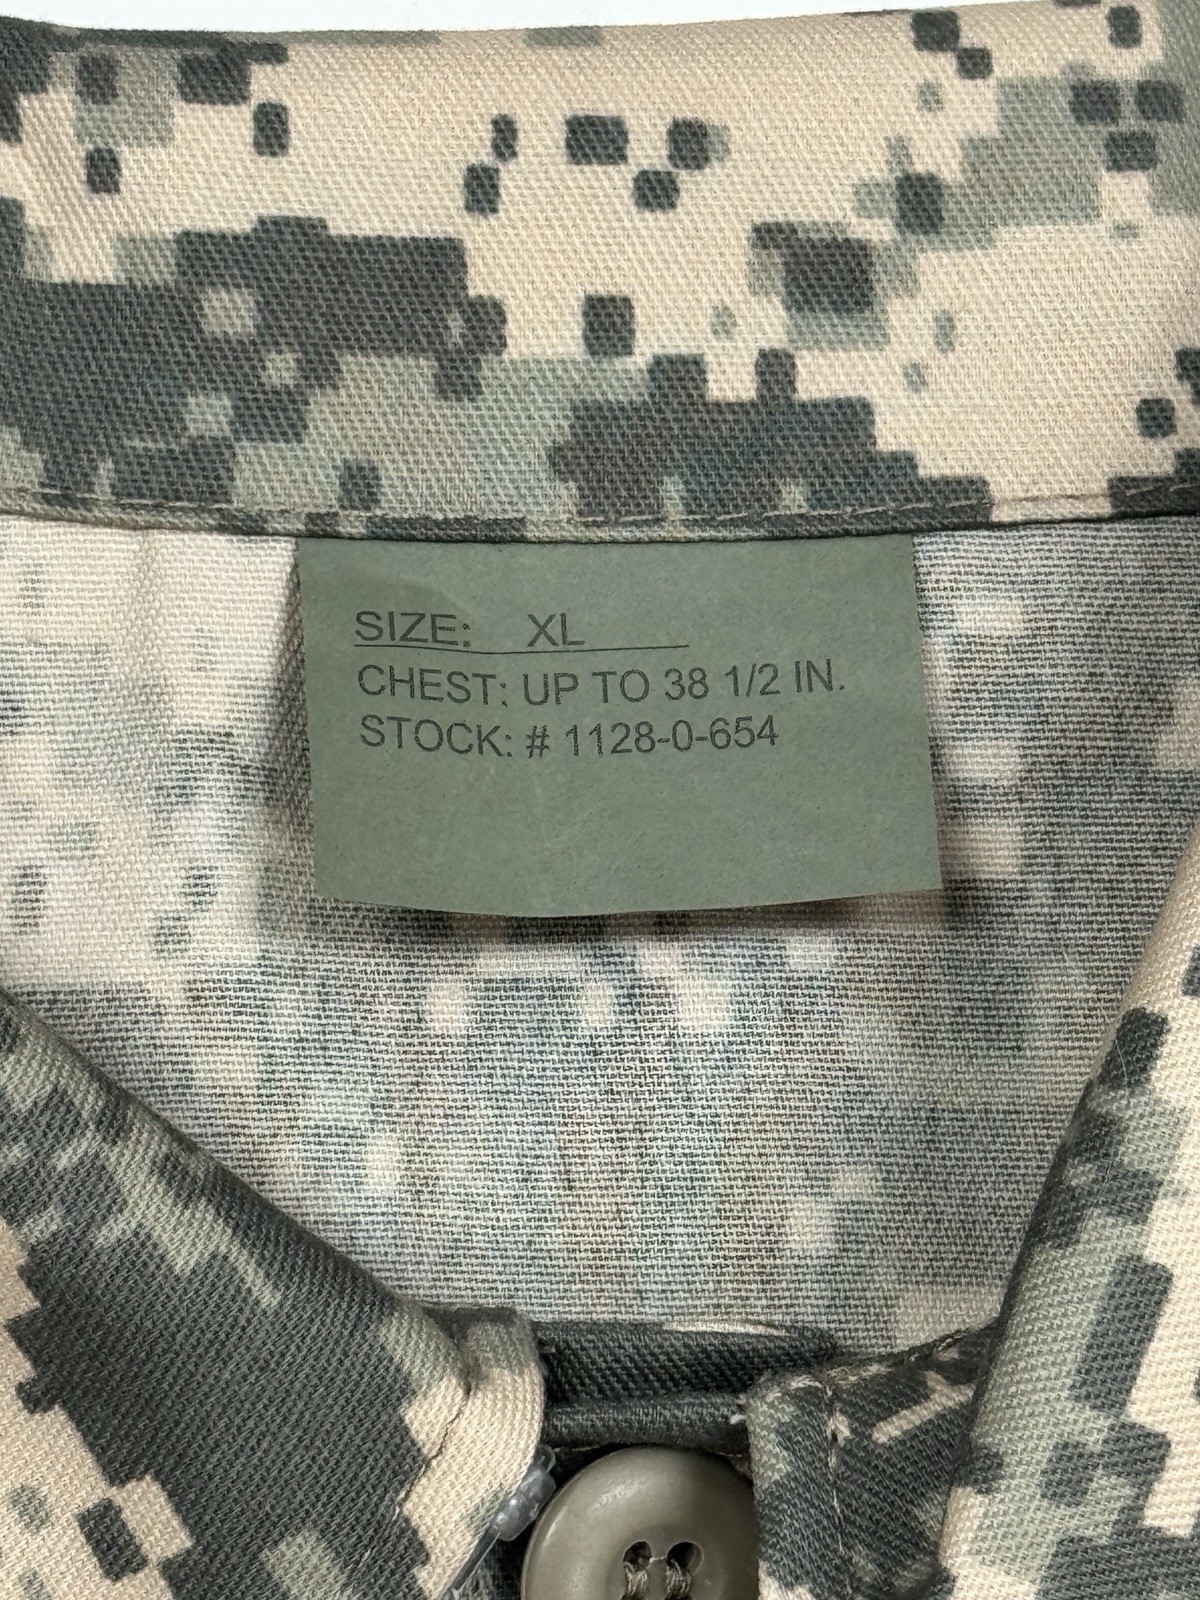 SIZE: XL
CHEST: UP TO 38 1/2 IN.
STOCK: # 1128-0-654